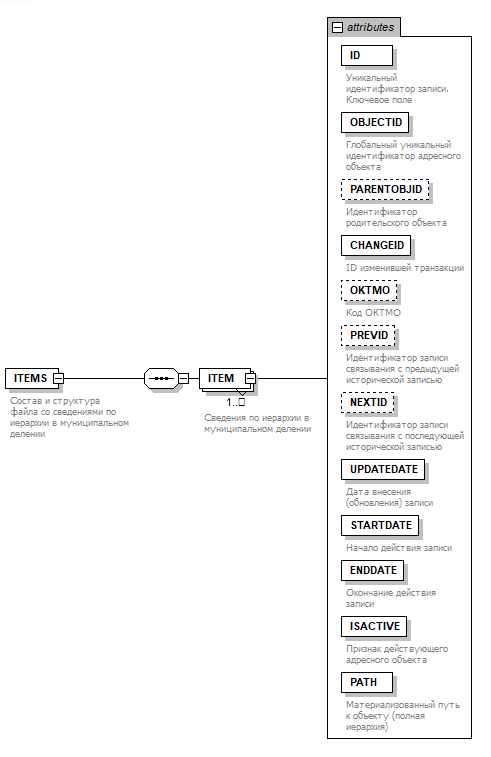 attributes
ID
Уникальный
идентификатор записи.
Ключевое поле
OBJECTID
Глобальный уникальный
идентификатор адресного
объекта
PARENTOBJID
Идентификатор
родительского объекта
CHANGEID
ID изменившей транзакции
OKTMO
Код ОКТМО
PREVID
Идентификатор записи
связывания с предыдущей
исторической записью
NEXTID
Идентификатор записи
связывания с последующей
исторической записью
UPDATEDATE
Дата внесения
(обновления) записи
STARTDATE
Начало действия записи
ENDDATE
Окончание действия
записи
ISACTIVE
Признак действующего
адресного объекта
PATH
Материализованный путь
к объекту (полная
иерархия)
ITEMS
Состав и структура
файла со сведениями по
иерархии в муниципальном
делении
ITEM
1..□
Сведения по иерархии в
муниципальном делении